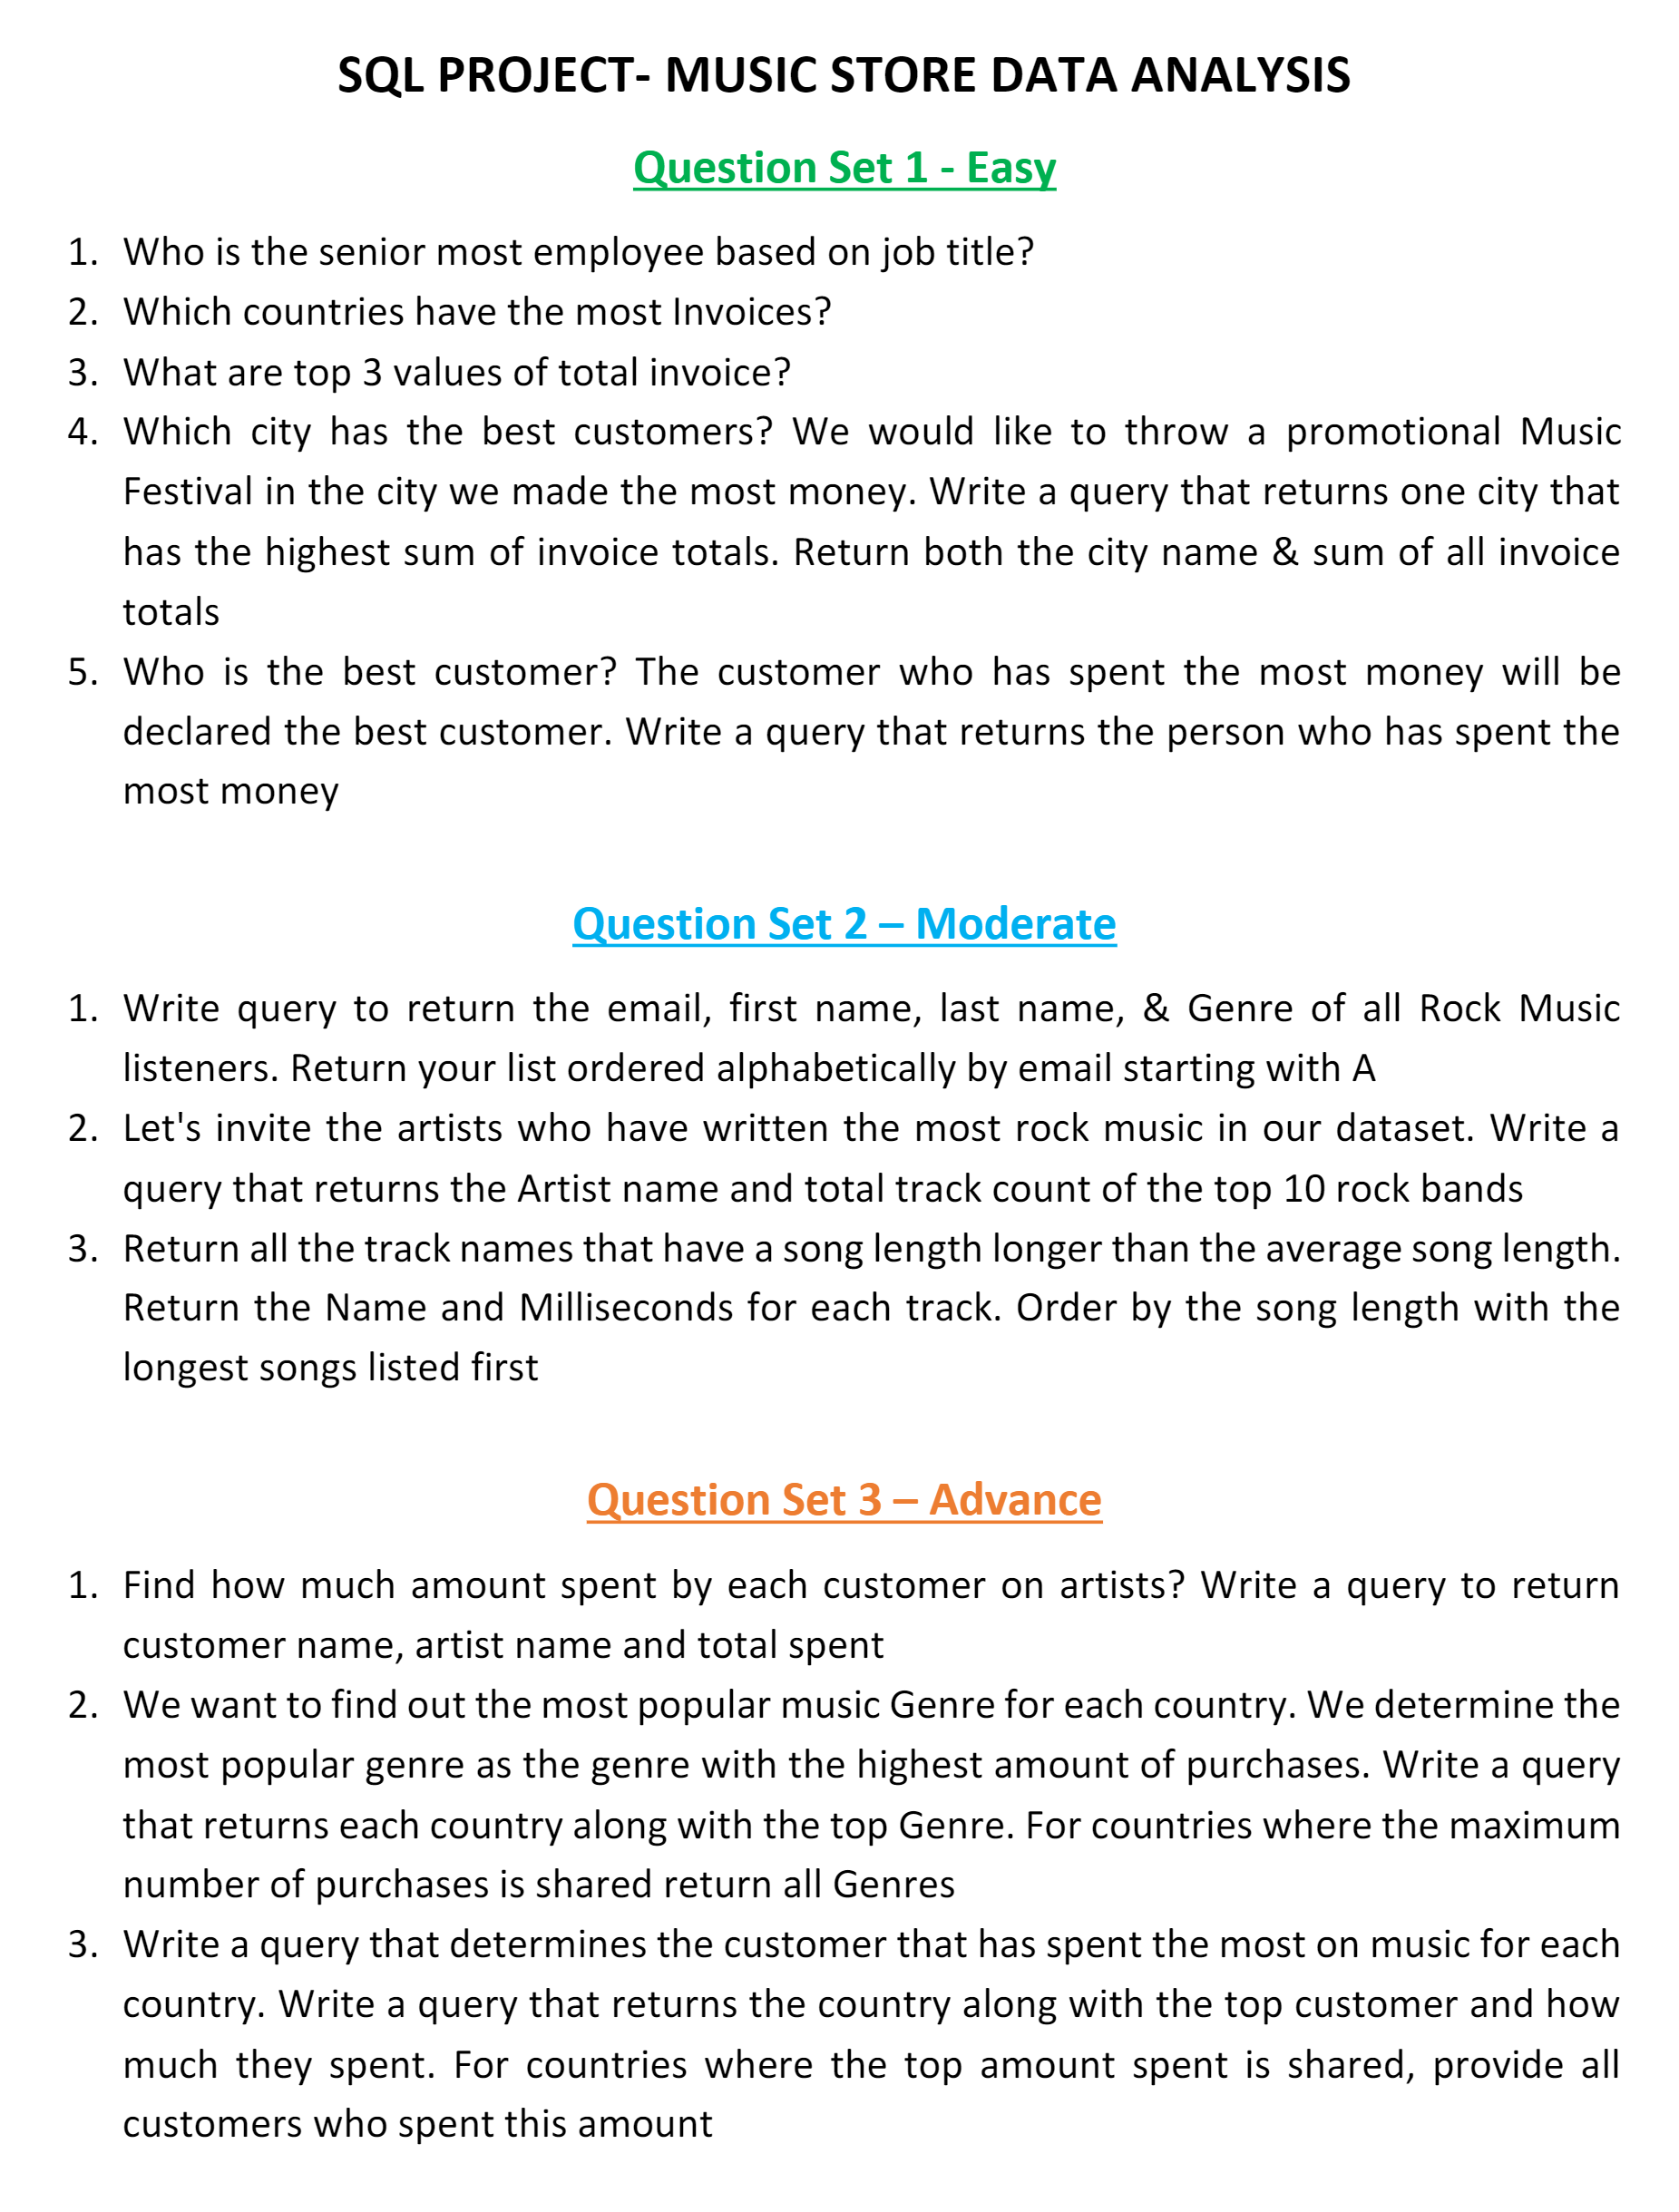 SQL PROJECT- MUSIC STORE DATA ANALYSIS
Question Set 1 - Easy
1. Who is the senior most employee based on job title?
2. Which countries have the most Invoices?
3. What are top 3 values of total invoice?
4. Which city has the best customers? We would like to throw a promotional Music
Festival in the city we made the most money. Write a query that returns one city that
has the highest sum of invoice totals. Return both the city name & sum of all invoice
totals
5. Who is the best customer? The customer who has spent the most money will be
declared the best customer. Write a query that returns the person who has spent the
most money
Question Set 2 – Moderate
1. Write query to return the email, first name, last name, & Genre of all Rock Music
listeners. Return your list ordered alphabetically by email starting with A
2. Let's invite the artists who have written the most rock music in our dataset. Write a
query that returns the Artist name and total track count of the top 10 rock bands
3. Return all the track names that have a song length longer than the average song length.
Return the Name and Milliseconds for each track. Order by the song length with the
longest songs listed first
Question Set 3 – Advance
1. Find how much amount spent by each customer on artists? Write a query to return
customer name, artist name and total spent
2. We want to find out the most popular music Genre for each country. We determine the
most popular genre as the genre with the highest amount of purchases. Write a query
that returns each country along with the top Genre. For countries where the maximum
number of purchases is shared return all Genres
3. Write a query that determines the customer that has spent the most on music for each
country. Write a query that returns the country along with the top customer and how
much they spent. For countries where the top amount spent is shared, provide all
customers who spent this amount